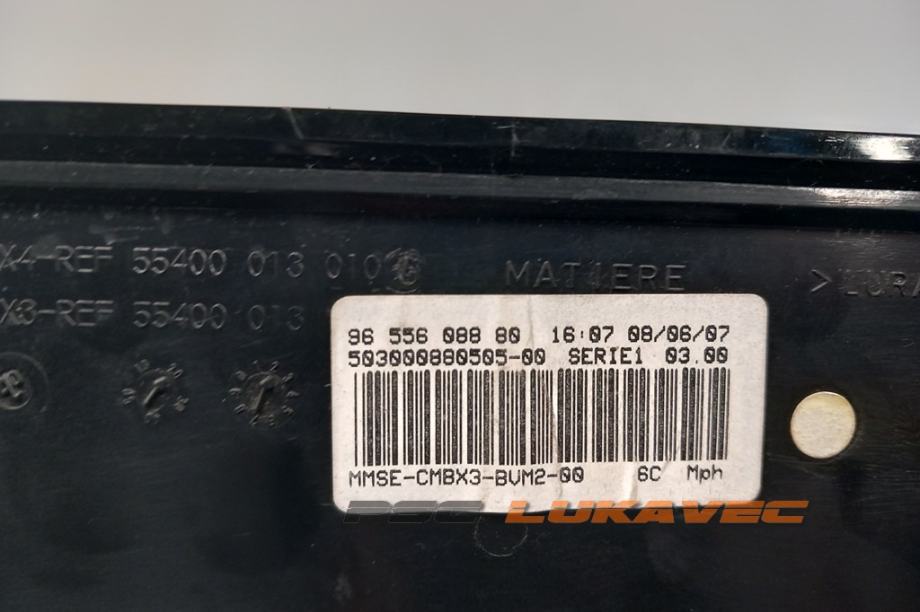 X4-REF 55400 013 010 MATIERE
X3-REF 55400 013
96 556 088 80 16:07 08/06/07
503000880505-00 SERIE1 03.00
MMSE-CMBX3-BVM2-00 6C Mph
PSC LUKAVEC